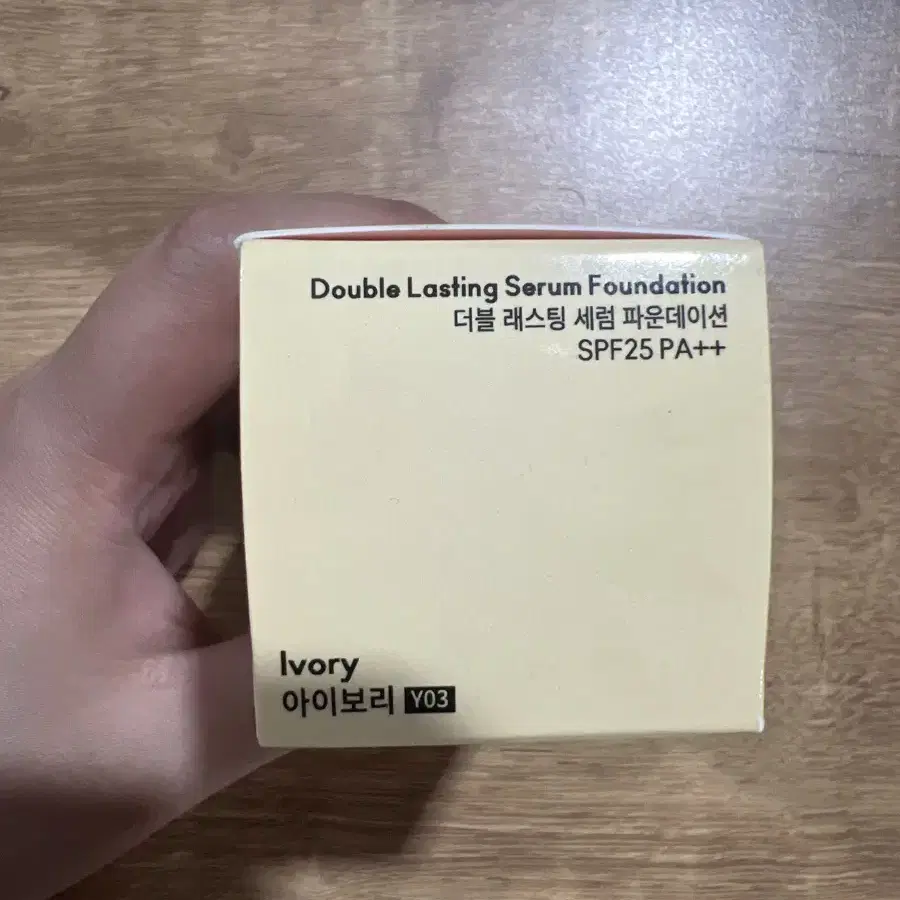 Double Lasting Serum Foundation
더블 래스팅 세럼 파운데이션
SPF25 PA++
Ivory
아이보리 Y03